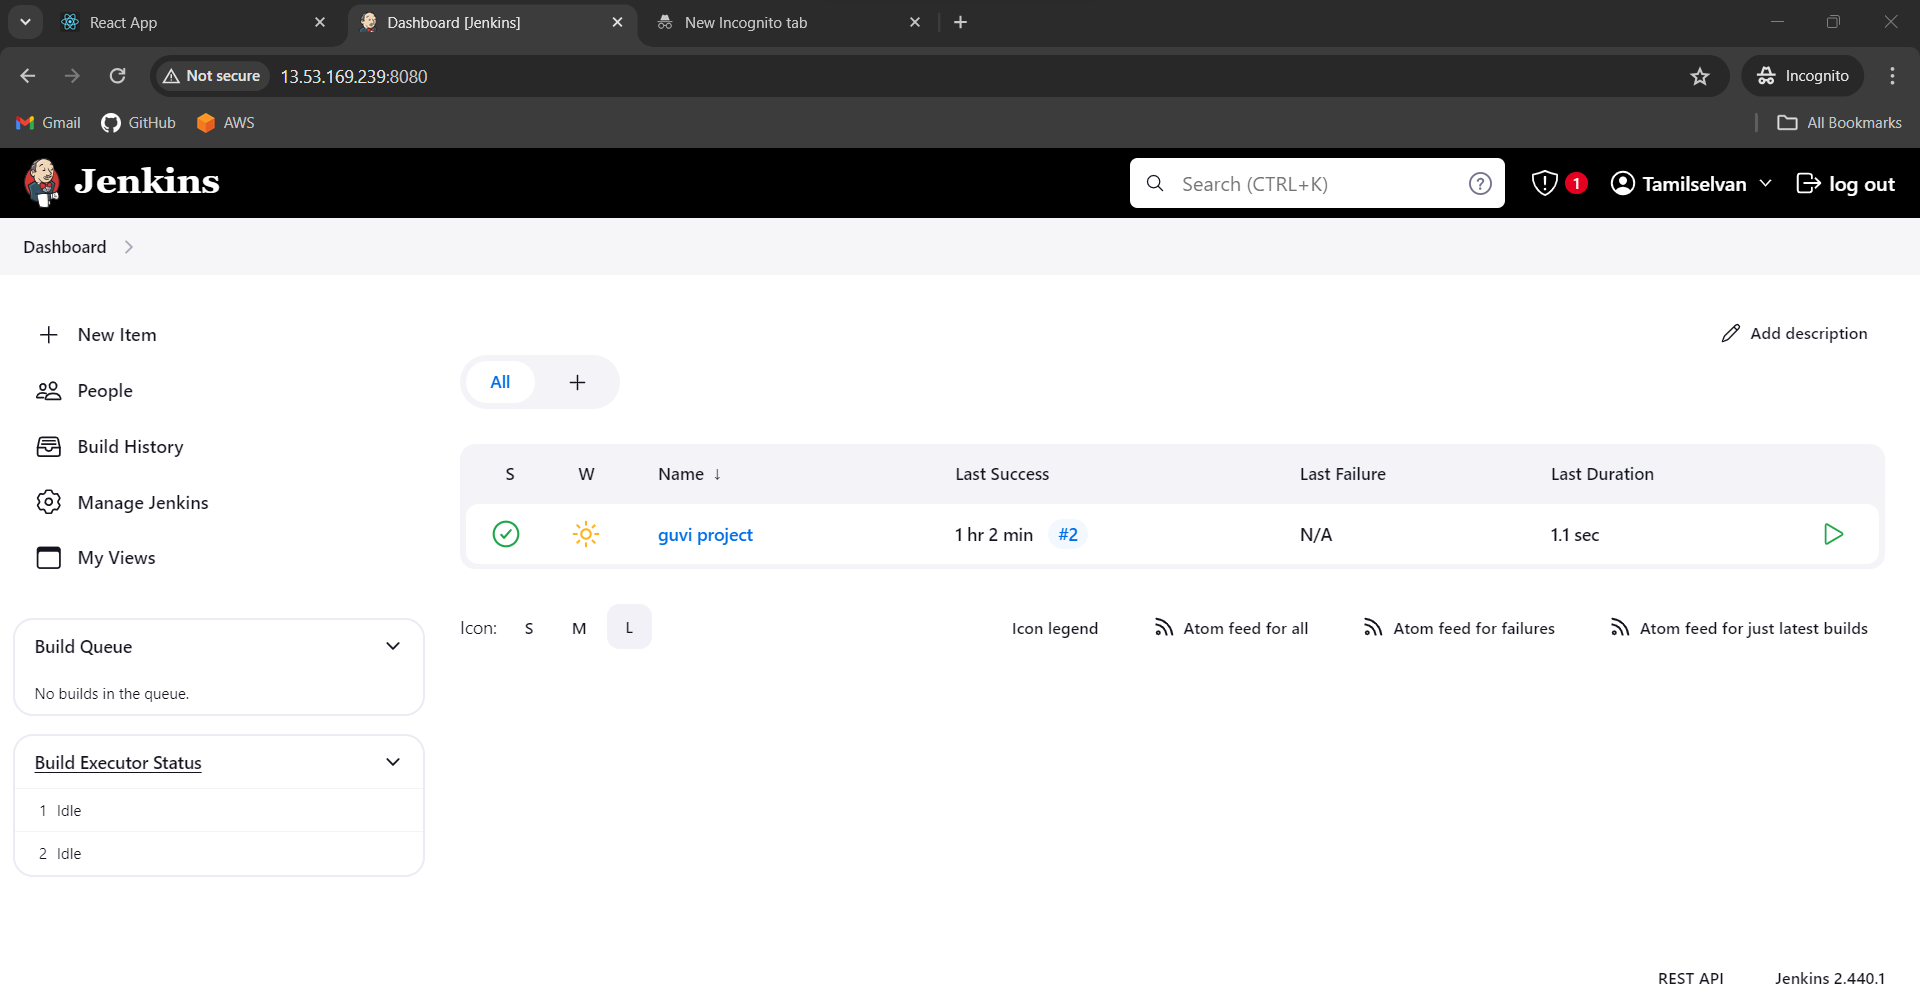 React App
Dashboard [Jenkins]
New Incognito tab
Not secure 13.53.169.239:8080
Incognito
Gmail GitHub AWS
All Bookmarks
Jenkins
Search (CTRL+K)
1
Tamilselvan
log out
Dashboard
New Item
People
Build History
Manage Jenkins
My Views
Build Queue
No builds in the queue.
Build Executor Status
1 Idle
2 Idle
Add description
All +
S W Name ↓ Last Success Last Failure Last Duration
guvi project 1 hr 2 min #2 N/A 1.1 sec
Icon: S M L
Icon legend Atom feed for all Atom feed for failures Atom feed for just latest builds
REST API Jenkins 2.440.1